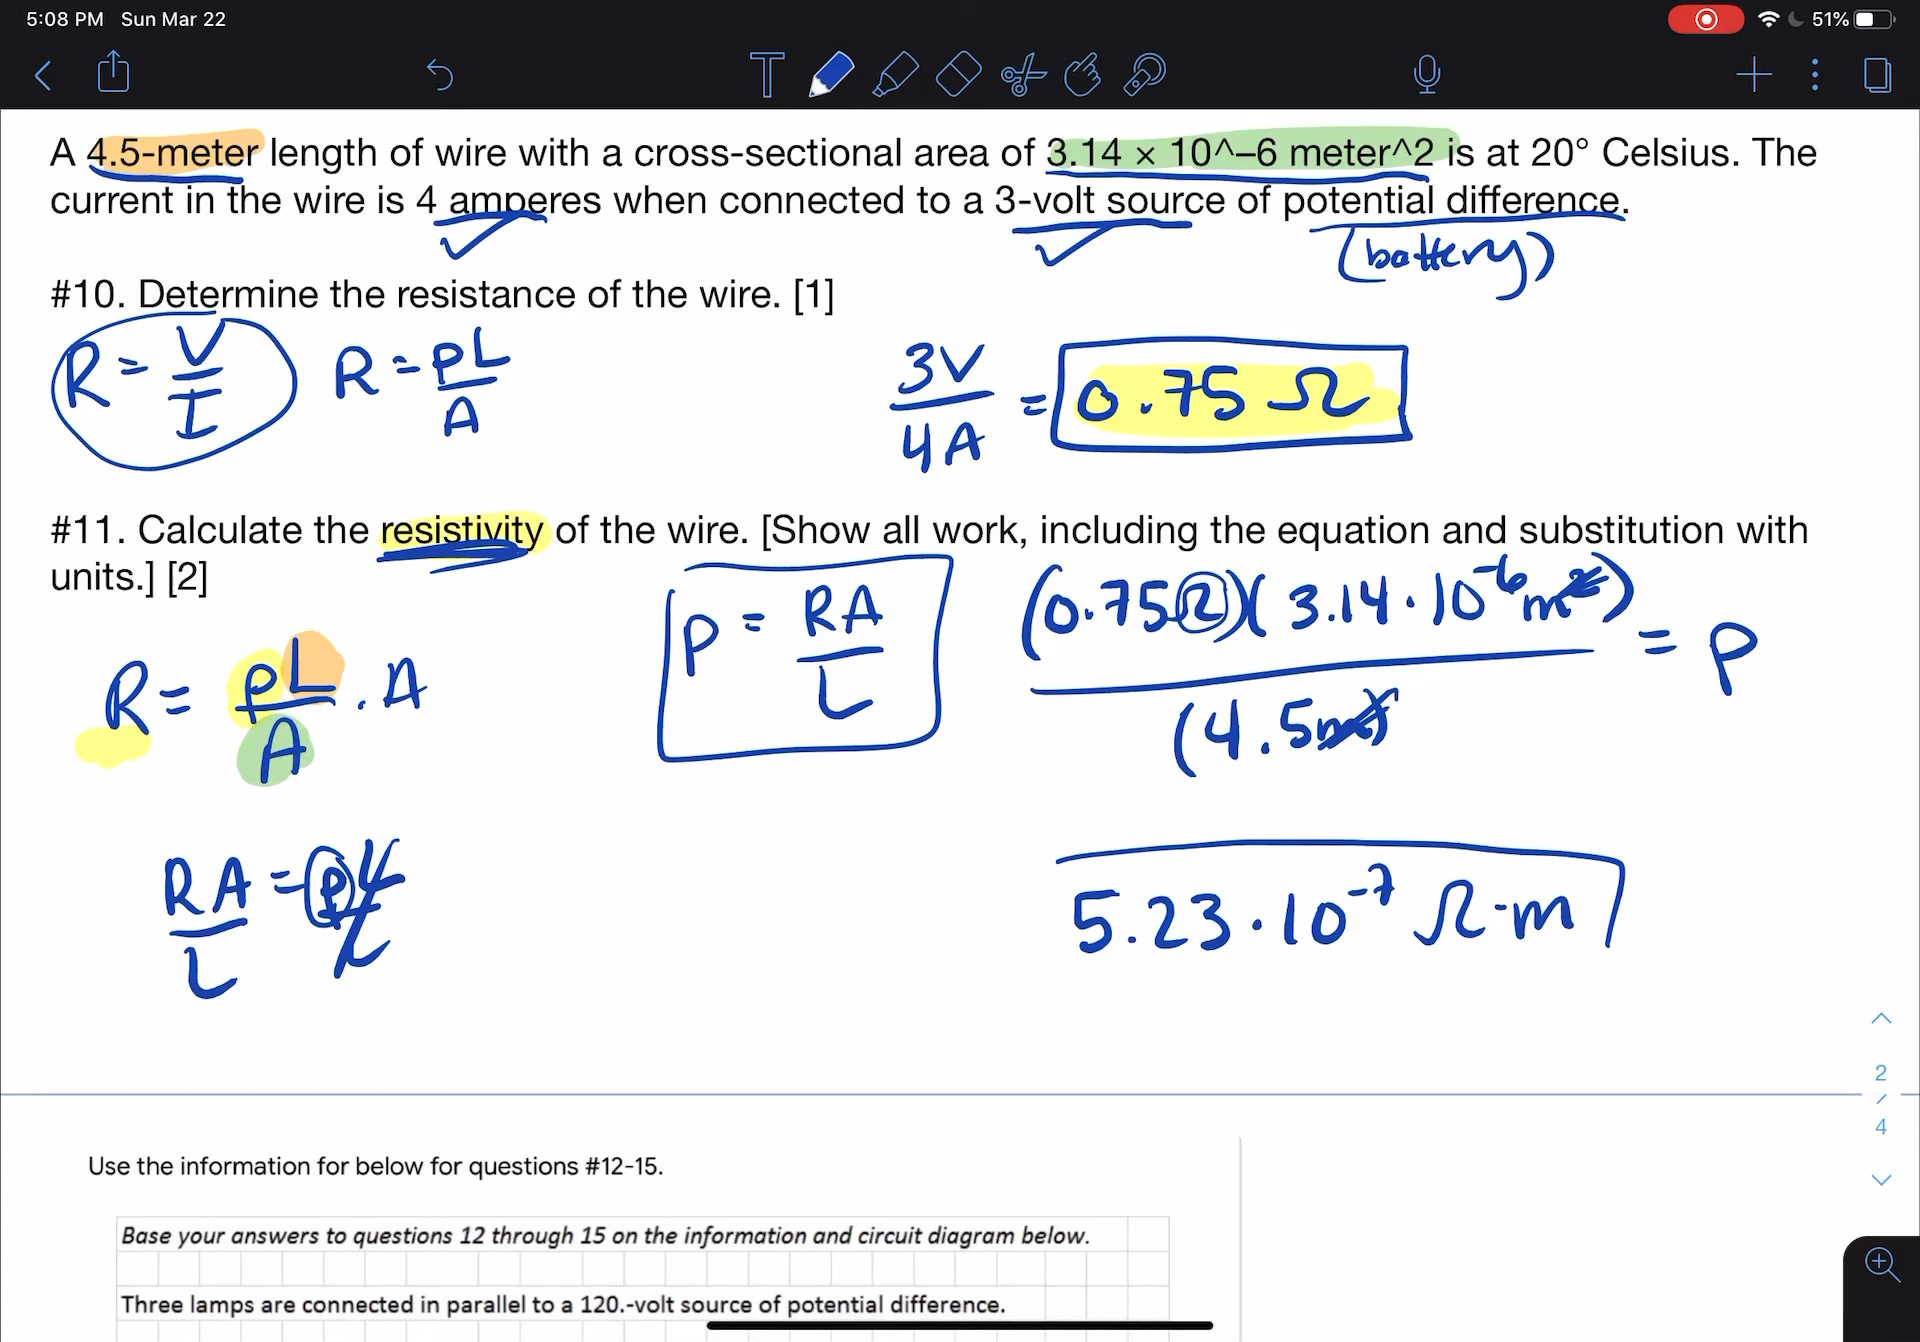 5:08 PM Sun Mar 22
51%
A 4.5-meter length of wire with a cross-sectional area of 3.14 × 10^–6 meter^2 is at 20° Celsius. The
current in the wire is 4 amperes when connected to a 3-volt source of potential difference.
(battery)
#10. Determine the resistance of the wire. [1]
R = V/I R = ρL/A 3V/4A = 0.75 Ω
#11. Calculate the resistivity of the wire. [Show all work, including the equation and substitution with
units.] [2]
R = ρL/A · A ρ = RA/L (0.75Ω)(3.14 · 10^-6 m^2)/(4.5m) = ρ
RA/L = ρL/L 5.23 · 10^-7 Ω·m
2
/
4
Use the information for below for questions #12-15.
Base your answers to questions 12 through 15 on the information and circuit diagram below.
Three lamps are connected in parallel to a 120.-volt source of potential difference.